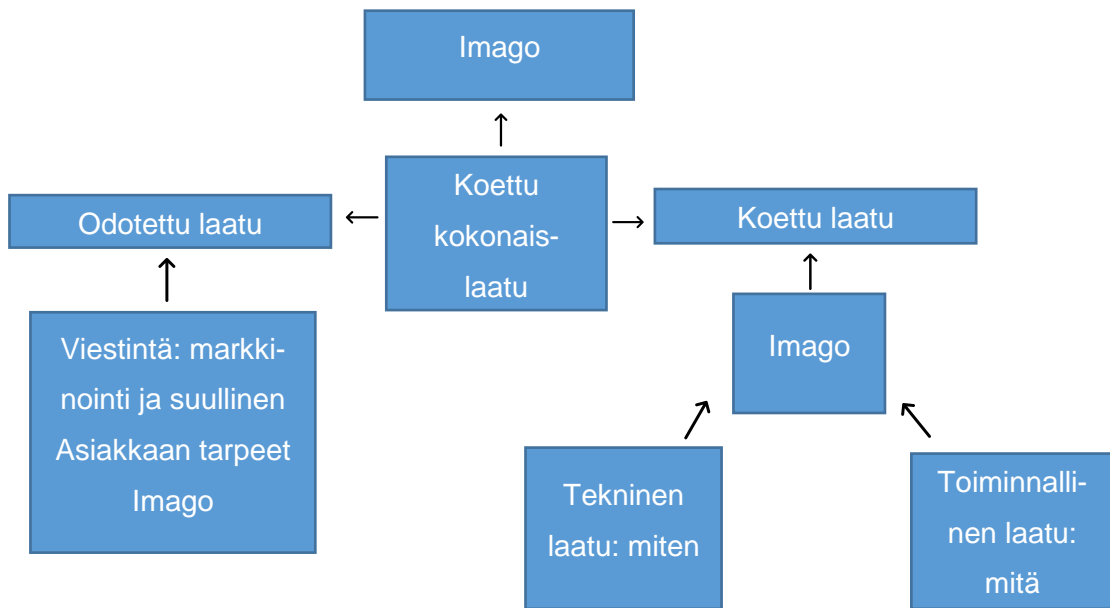 Imago
Koettu
kokonais-
laatu
Odotettu laatu
Koettu laatu
Viestintä: markki-
nointi ja suullinen
Asiakkaan tarpeet
Imago
Imago
Tekninen
laatu: miten
Toiminnalli-
nen laatu:
mitä